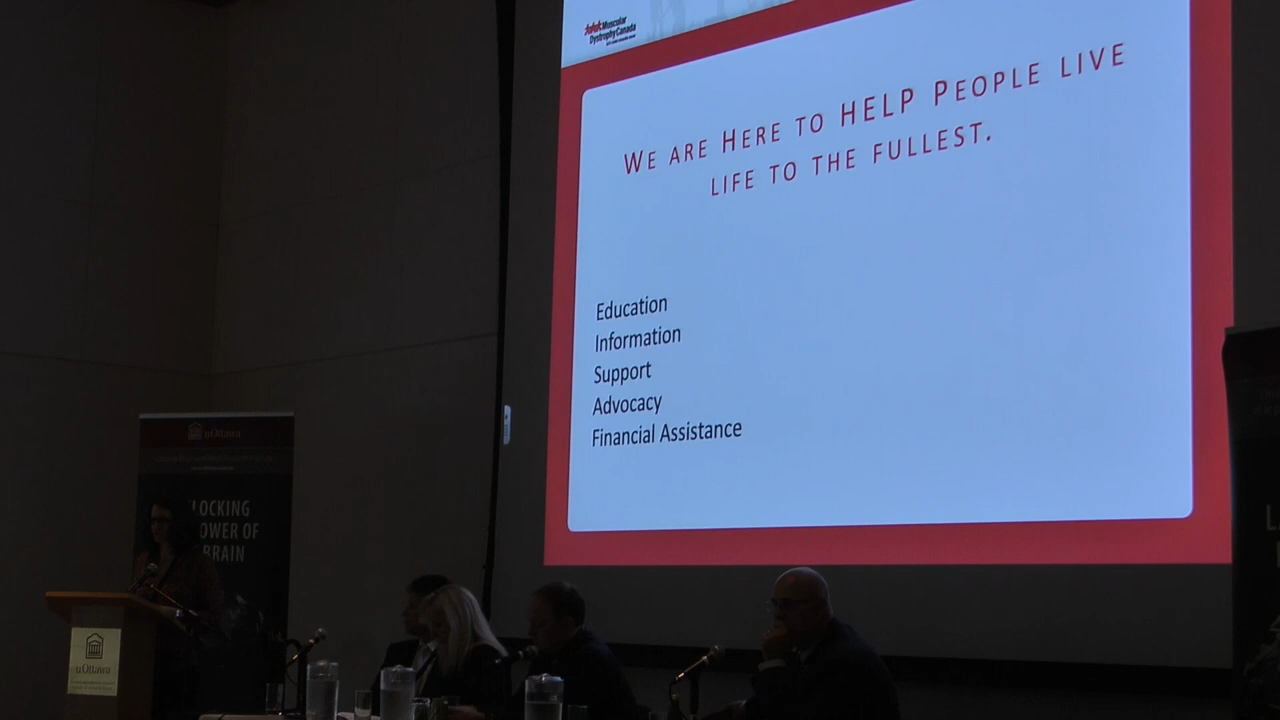 Muscular
Dystrophy Canada
WE ARE HERE TO HELP PEOPLE LIVE
LIFE TO THE FULLEST.
Education
Information
Support
Advocacy
Financial Assistance
uOttawa
LOCKING
OWER OF
BRAIN
uOttawa